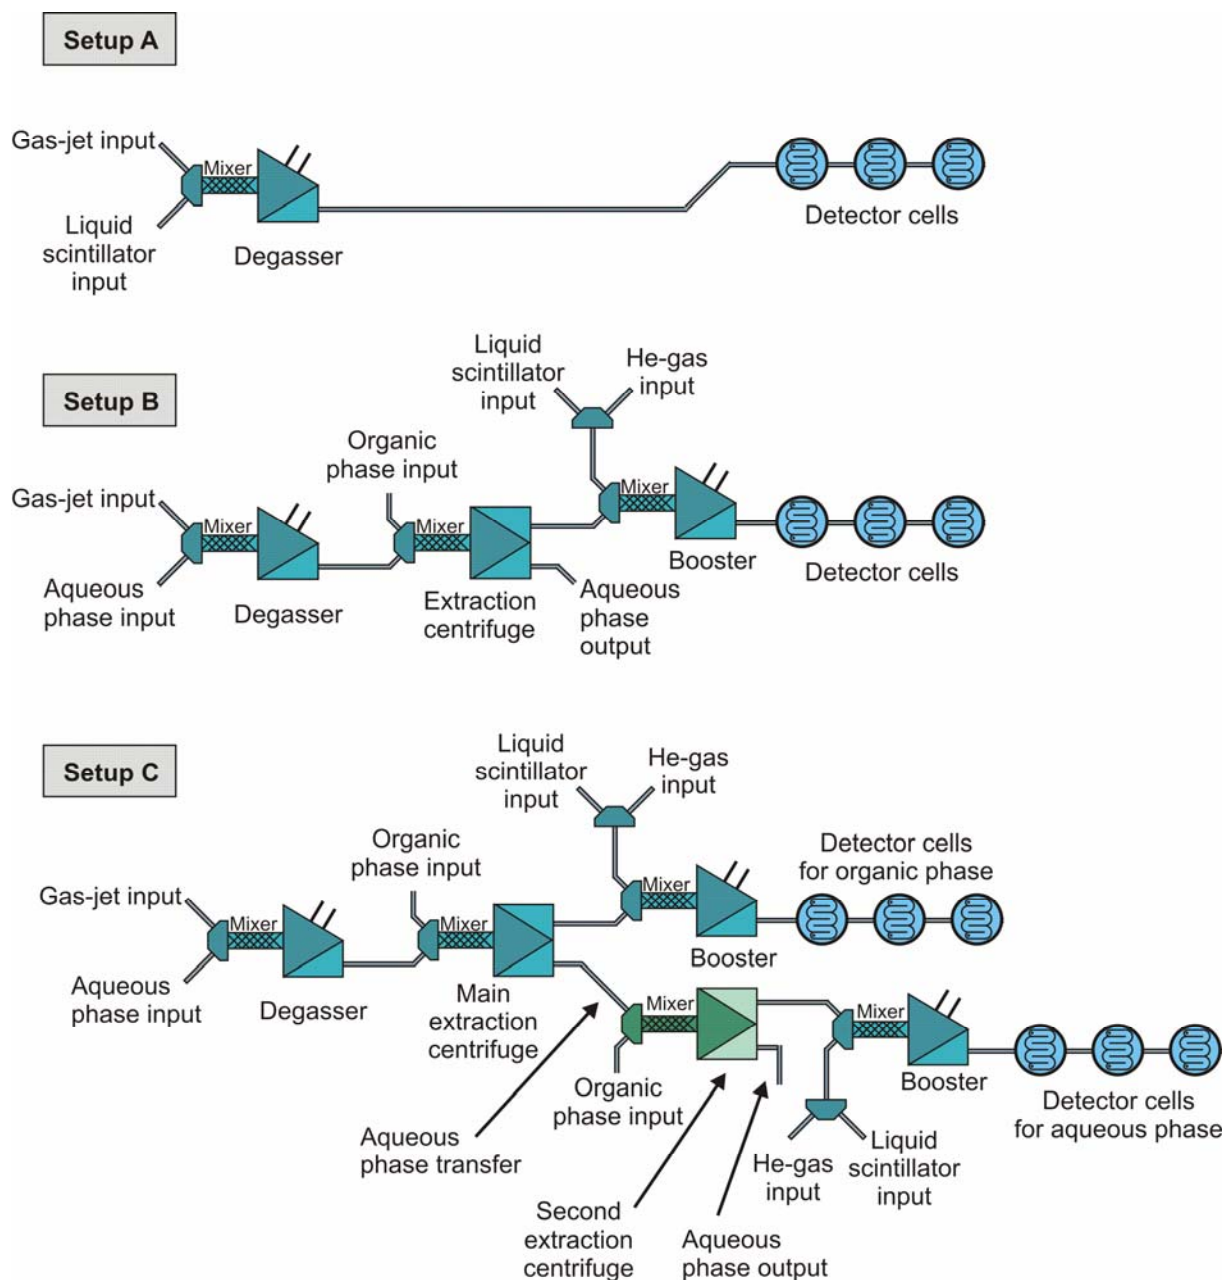 Setup A
Gas-jet input
Mixer
Liquid
scintillator
input
Degasser
Detector cells
Setup B
Liquid
scintillator
input
He-gas
input
Organic
phase input
Gas-jet input
Mixer
Mixer
Mixer
Aqueous
phase input
Degasser
Extraction
centrifuge
Aqueous
phase
output
Booster
Detector cells
Setup C
Liquid
scintillator
input
He-gas
input
Organic
phase input
Detector cells
for organic phase
Gas-jet input
Mixer
Mixer
Mixer
Aqueous
phase input
Degasser
Main
extraction
centrifuge
Booster
Mixer
Mixer
Organic
phase input
Booster
Detector cells
for aqueous phase
Aqueous
phase transfer
He-gas
input
Liquid
scintillator
input
Second
extraction
centrifuge
Aqueous
phase output